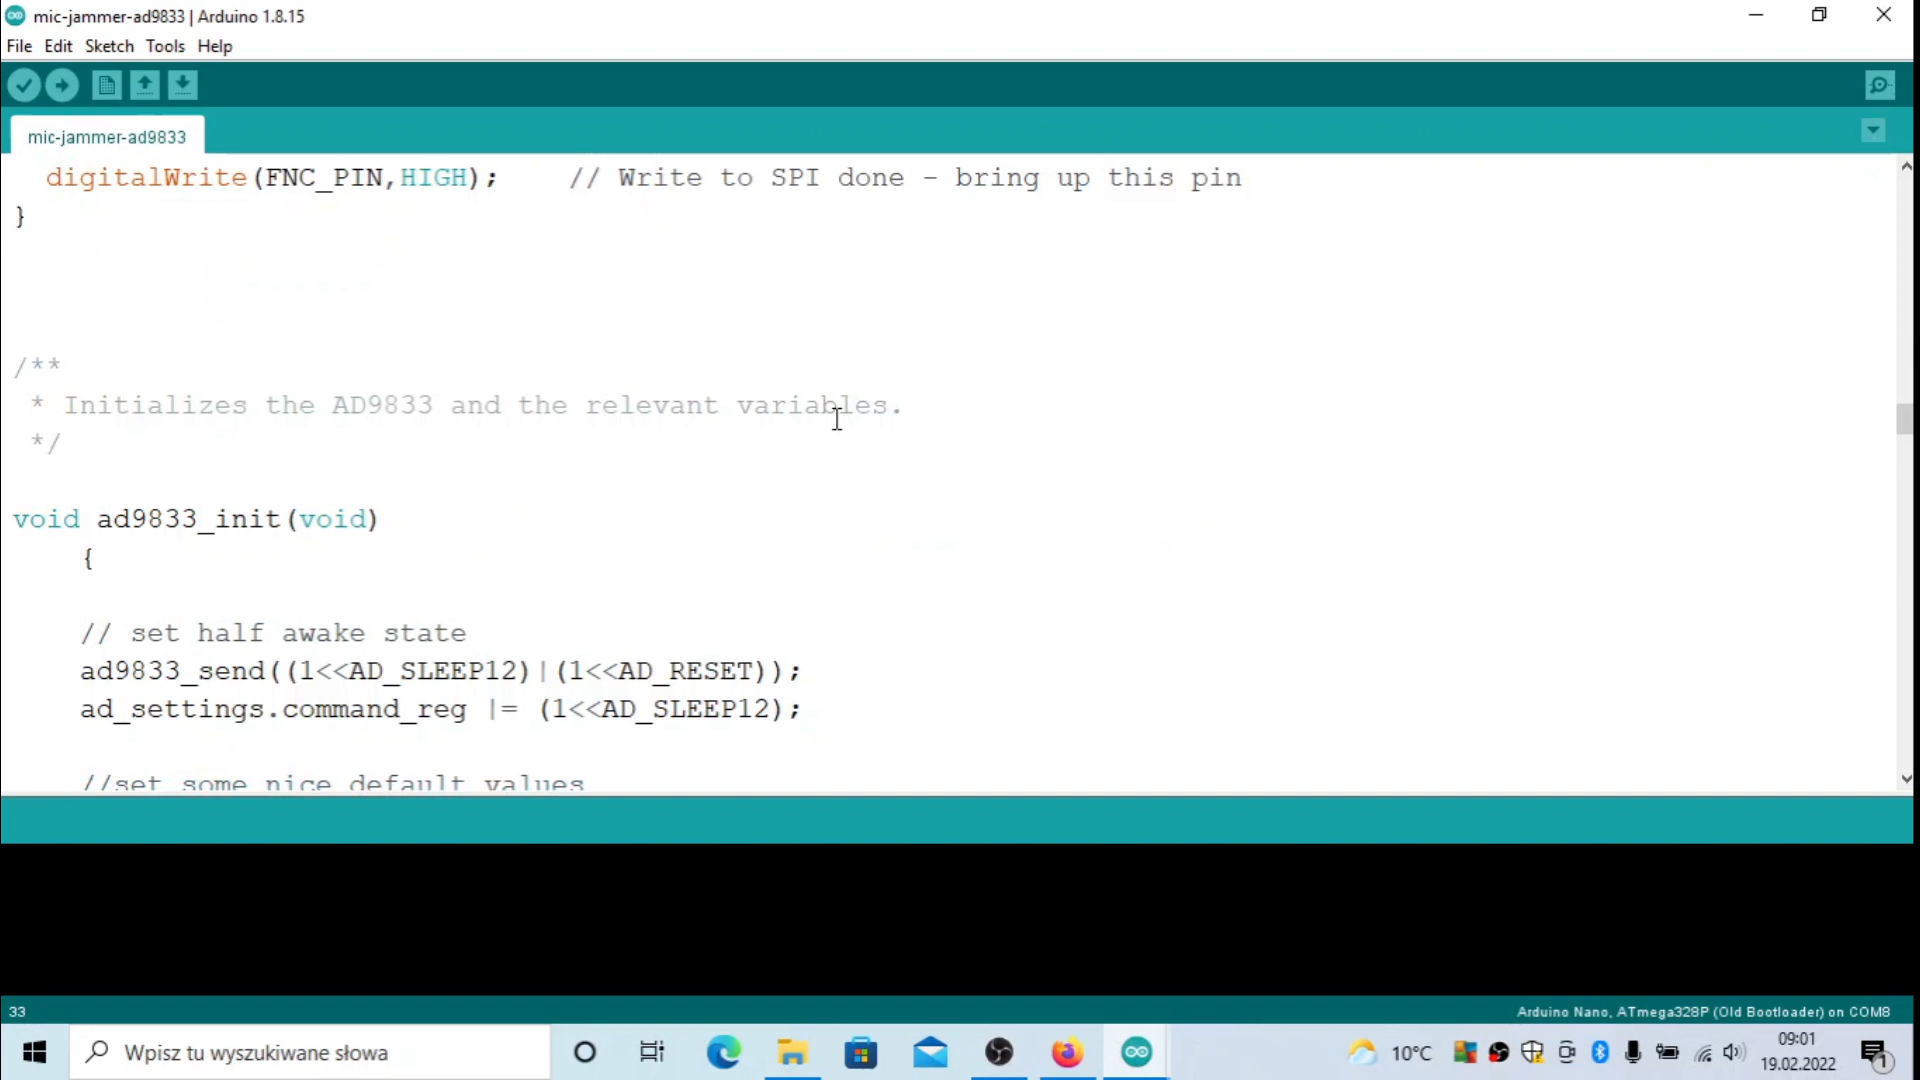 mic-jammer-ad9833 | Arduino 1.8.15
File Edit Sketch Tools Help
mic-jammer-ad9833
digitalWrite(FNC_PIN,HIGH); // Write to SPI done - bring up this pin
}
/**
* Initializes the AD9833 and the relevant variables.
*/
void ad9833_init(void)
{
// set half awake state
ad9833_send((1<<AD_SLEEP12)|(1<<AD_RESET));
ad_settings.command_reg |= (1<<AD_SLEEP12);
//set some nice default values
33
Arduino Nano, ATmega328P (Old Bootloader) on COM8
Wpisz tu wyszukiwane słowa
10°C
09:01
19.02.2022
1